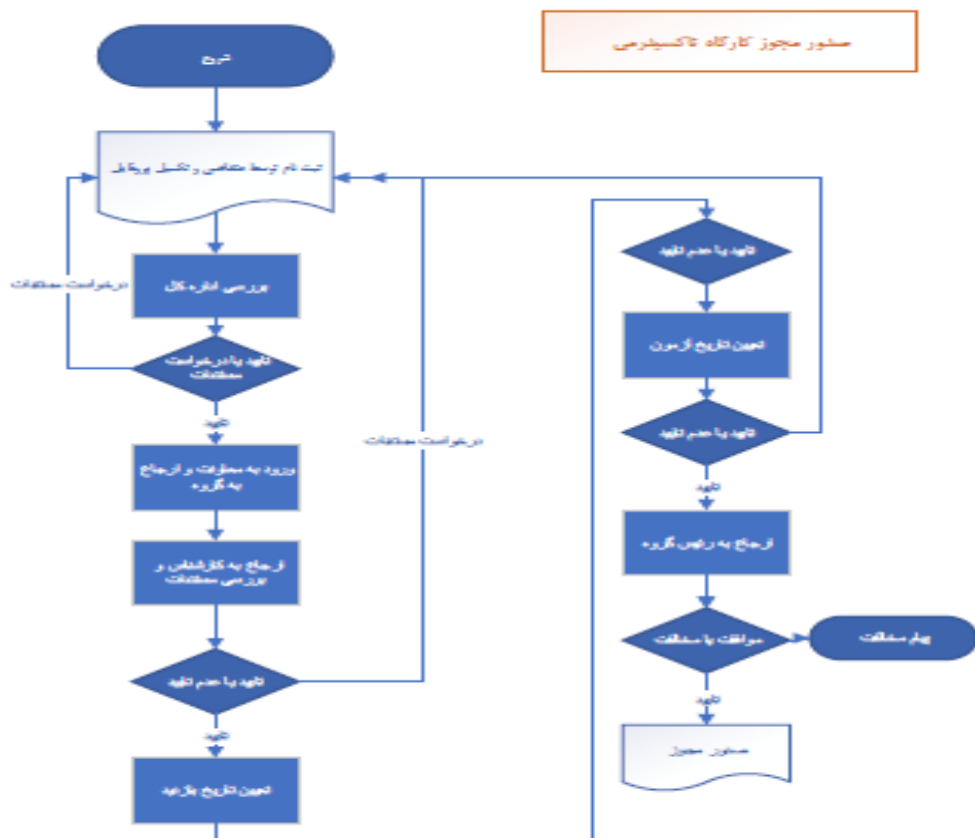 صدور مجوز کارگاه تاکسیدرمی
شروع
ثبت نام توسط متقاضی و تکمیل پروفایل
بررسی اداره کل
درخواست مستندات
تایید یا درخواست
مستندات
تایید
ورود به معاونت و ارجاع
به گروه
ارجاع به کارشناس و
بررسی مستندات
تایید یا عدم تایید
درخواست مستندات
تایید
تعیین تاریخ بازدید
تایید یا عدم تایید
تعیین تاریخ آزمون
تایید یا عدم تایید
تایید
ارجاع به رئیس گروه
موافقت یا مخالفت
پیام مخالفت
تایید
صدور مجوز